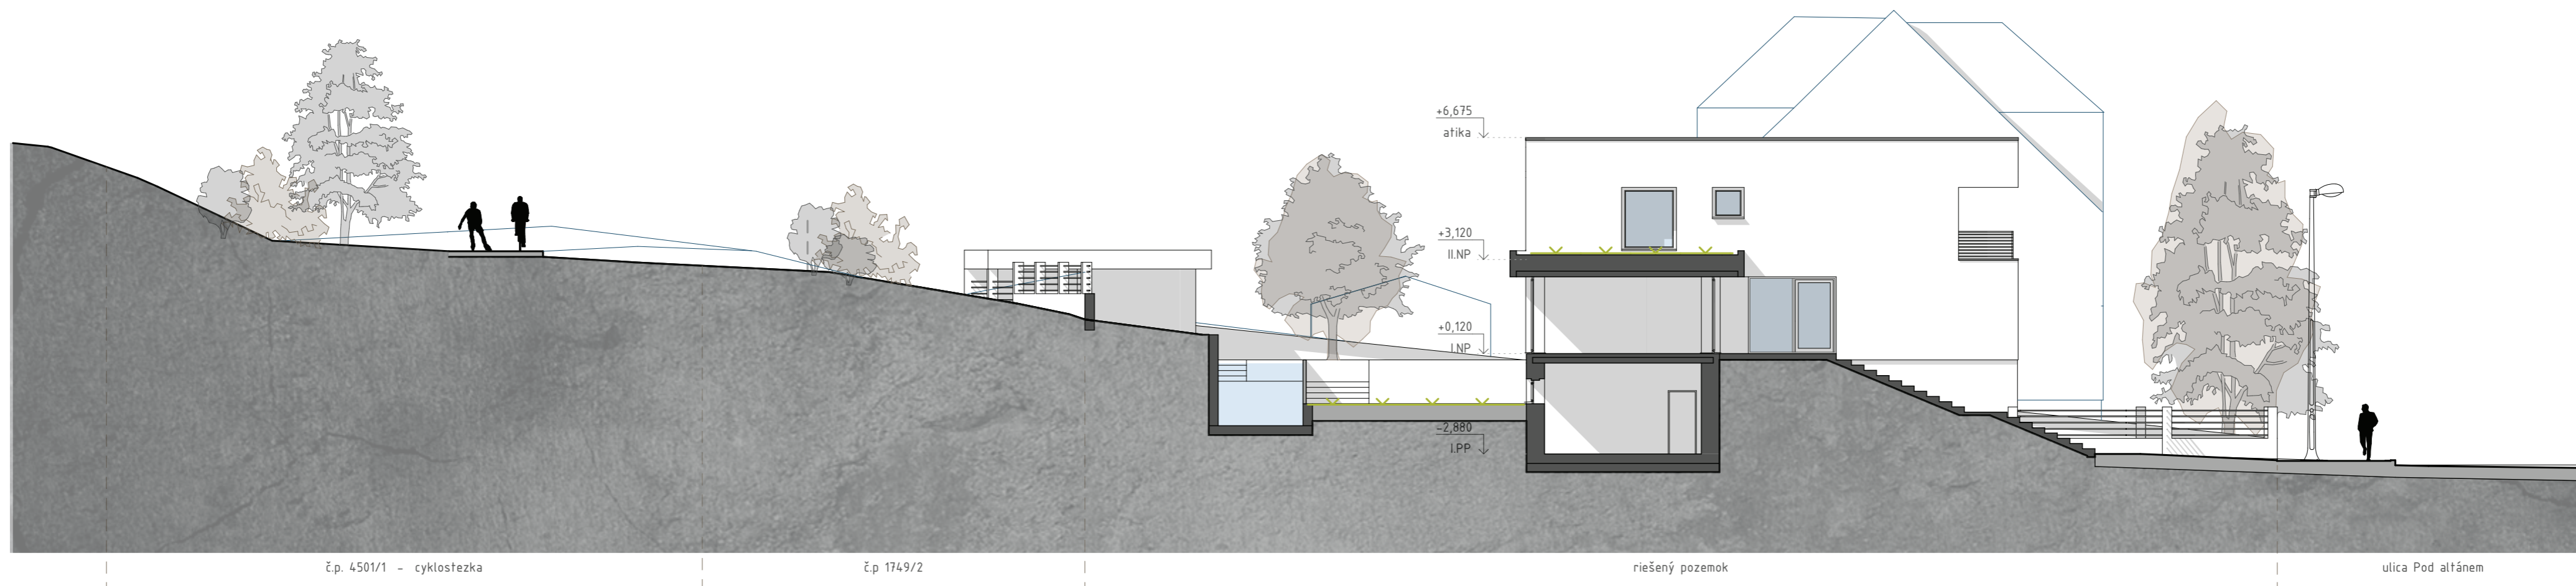 +6,675
atika
+3,120
II.NP
+0,120
I.NP
-2,880
I.PP
č.p. 4501/1 - cyklostezka
č.p 1749/2
riešený pozemok
ulica Pod altánem